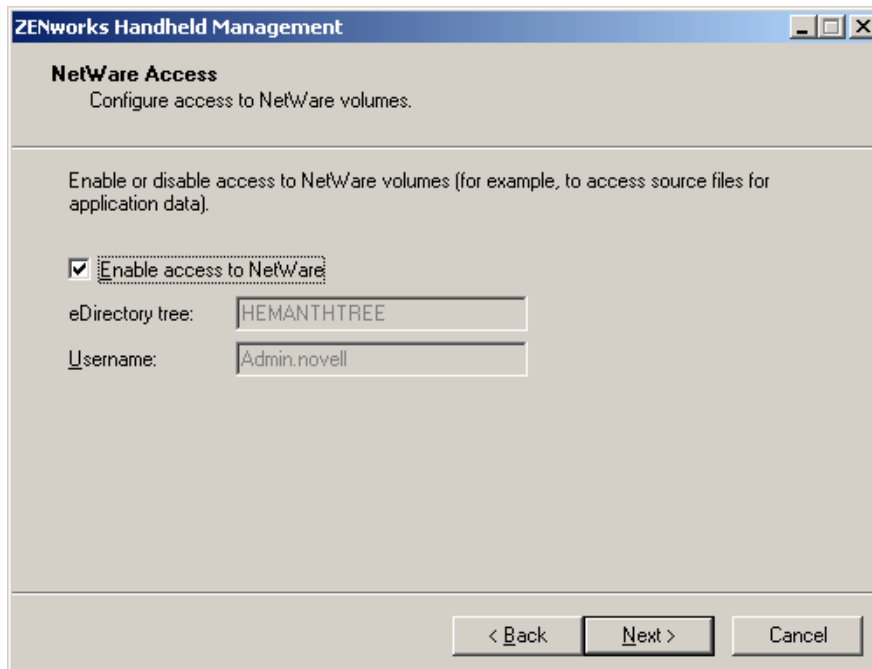 ZENworks Handheld Management
NetWare Access
Configure access to NetWare volumes.
Enable or disable access to NetWare volumes (for example, to access source files for
application data).
Enable access to NetWare
eDirectory tree:
HEMANTHTREE
Username:
Admin.novell
< Back
Next >
Cancel